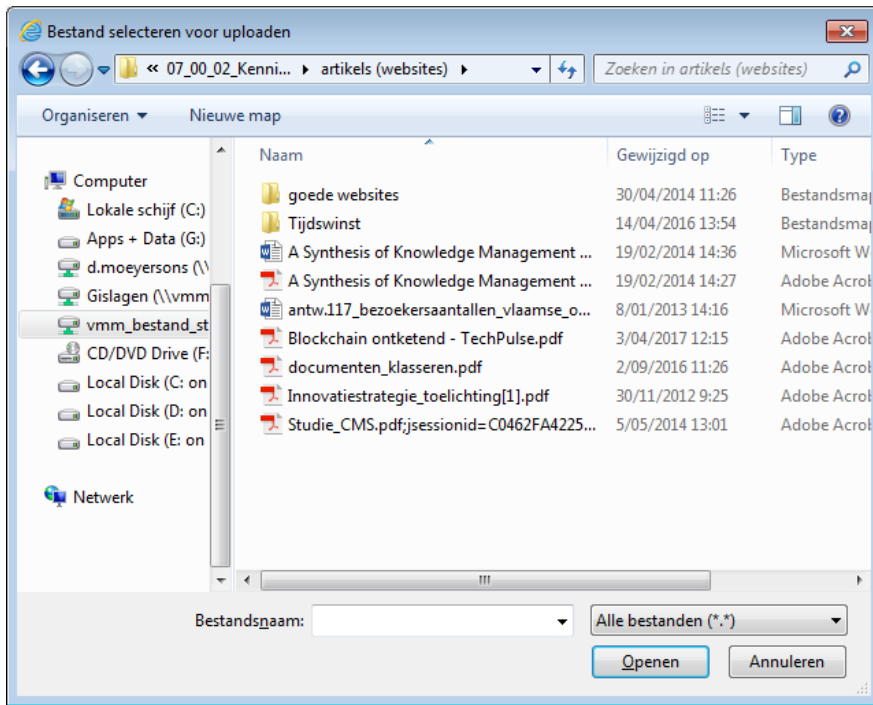 Bestand selecteren voor uploaden
« 07_00_02_Kenni... artikels (websites) Zoeken in artikels (websites)
Organiseren Nieuwe map
Naam Gewijzigd op Type
Computer
Lokale schijf (C:)
Apps + Data (G:)
d.moeyersons (\\
Gislagen (\\vmm
vmm_bestand_st
CD/DVD Drive (F:
Local Disk (C: on
Local Disk (D: on
Local Disk (E: on
Netwerk
goede websites 30/04/2014 11:26 Bestandsmap
Tijdswinst 14/04/2016 13:54 Bestandsmap
A Synthesis of Knowledge Management ... 19/02/2014 14:36 Microsoft W
A Synthesis of Knowledge Management ... 19/02/2014 14:27 Adobe Acrob
antw.117_bezoekersaantallen_vlaamse_o... 8/01/2013 14:16 Microsoft W
Blockchain ontketend - TechPulse.pdf 3/04/2017 12:15 Adobe Acrob
documenten_klasseren.pdf 2/09/2016 11:26 Adobe Acrob
Innovatiestrategie_toelichting[1].pdf 30/11/2012 9:25 Adobe Acrob
Studie_CMS.pdf;jsessionid=C0462FA4225... 5/05/2014 13:01 Adobe Acrob
Bestandsnaam: Alle bestanden (*.*)
Openen Annuleren